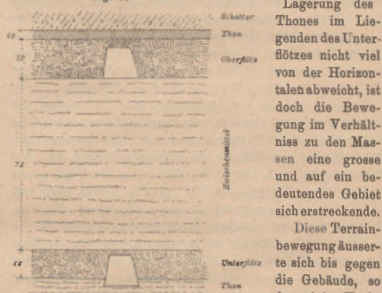 Schotter
Thon
Oberflötz
Zwischenmittel
Unterflötz
Thon
Lagerung des
Thones im Lie-
genden des Unter-
flötzes nicht viel
von der Horizon-
talen abweicht, ist
doch die Bewe-
gung im Verhält-
niss zu den Mas-
sen eine grosse
und auf ein be-
deutendes Gebiet
sich erstreckende.
Diese Terrain-
bewegung äusser-
te sich bis gegen
die Gebäude, so